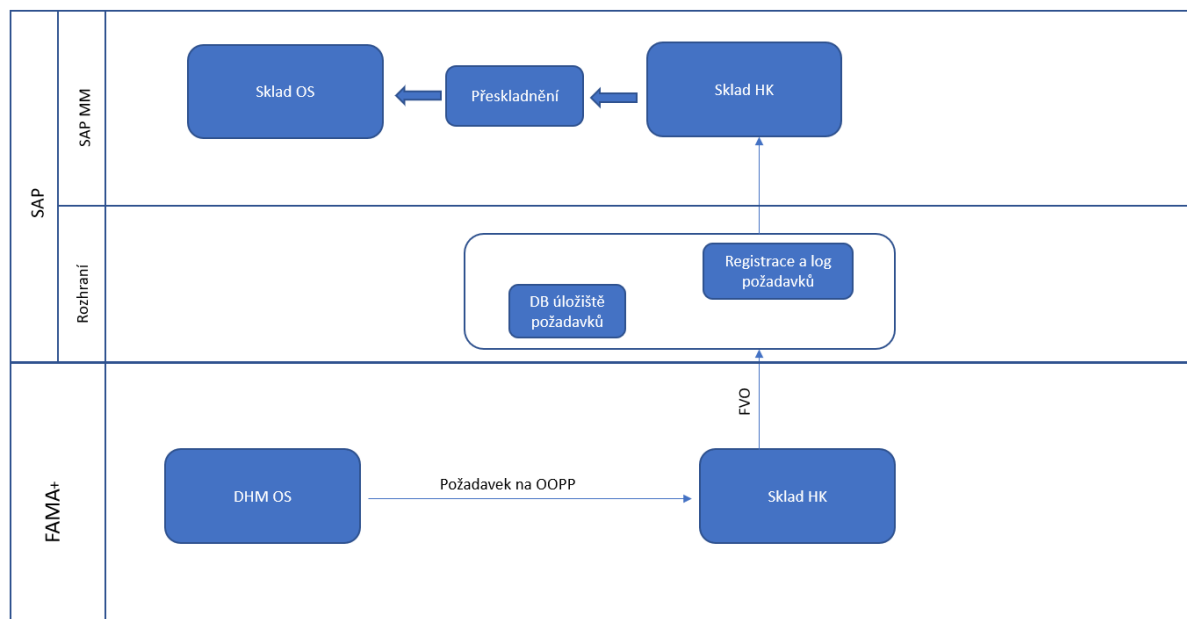 SAP
SAP MM
Sklad OS
Přeskladnění
Sklad HK
Rozhraní
Registrace a log
požadavků
DB úložiště
požadavků
FVO
FAMA+
DHM OS
Požadavek na OOPP
Sklad HK